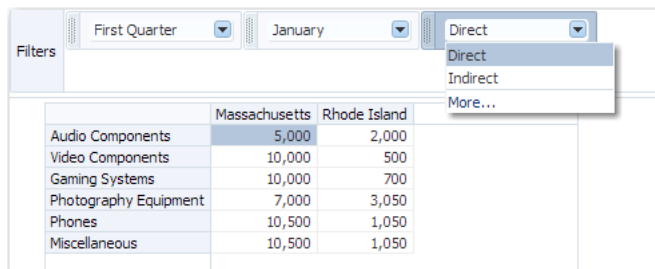 Filters
First Quarter January Direct
Direct
Indirect
More...
Massachusetts Rhode Island
Audio Components 5,000 2,000
Video Components 10,000 500
Gaming Systems 10,000 700
Photography Equipment 7,000 3,050
Phones 10,500 1,050
Miscellaneous 10,500 1,050